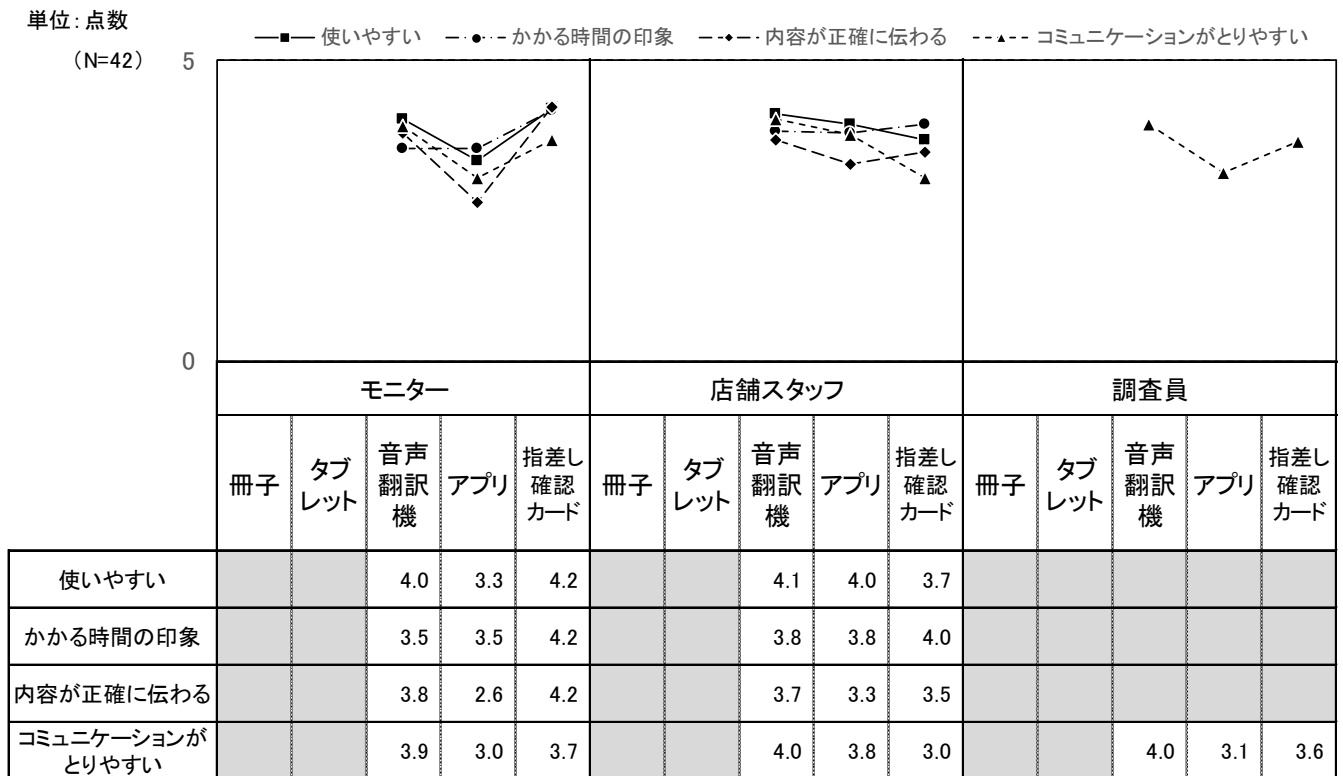 単位：点数
（N=42）
使いやすい かかる時間の印象 内容が正確に伝わる コミュニケーションがとりやすい
5
0
モニター 店舗スタッフ 調査員
冊子 タブレット 音声翻訳機 アプリ 指差し確認カード 冊子 タブレット 音声翻訳機 アプリ 指差し確認カード 冊子 タブレット 音声翻訳機 アプリ 指差し確認カード
使いやすい 4.0 3.3 4.2 4.1 4.0 3.7
かかる時間の印象 3.5 3.5 4.2 3.8 3.8 4.0
内容が正確に伝わる 3.8 2.6 4.2 3.7 3.3 3.5
コミュニケーションが
とりやすい 3.9 3.0 3.7 4.0 3.8 3.0 4.0 3.1 3.6